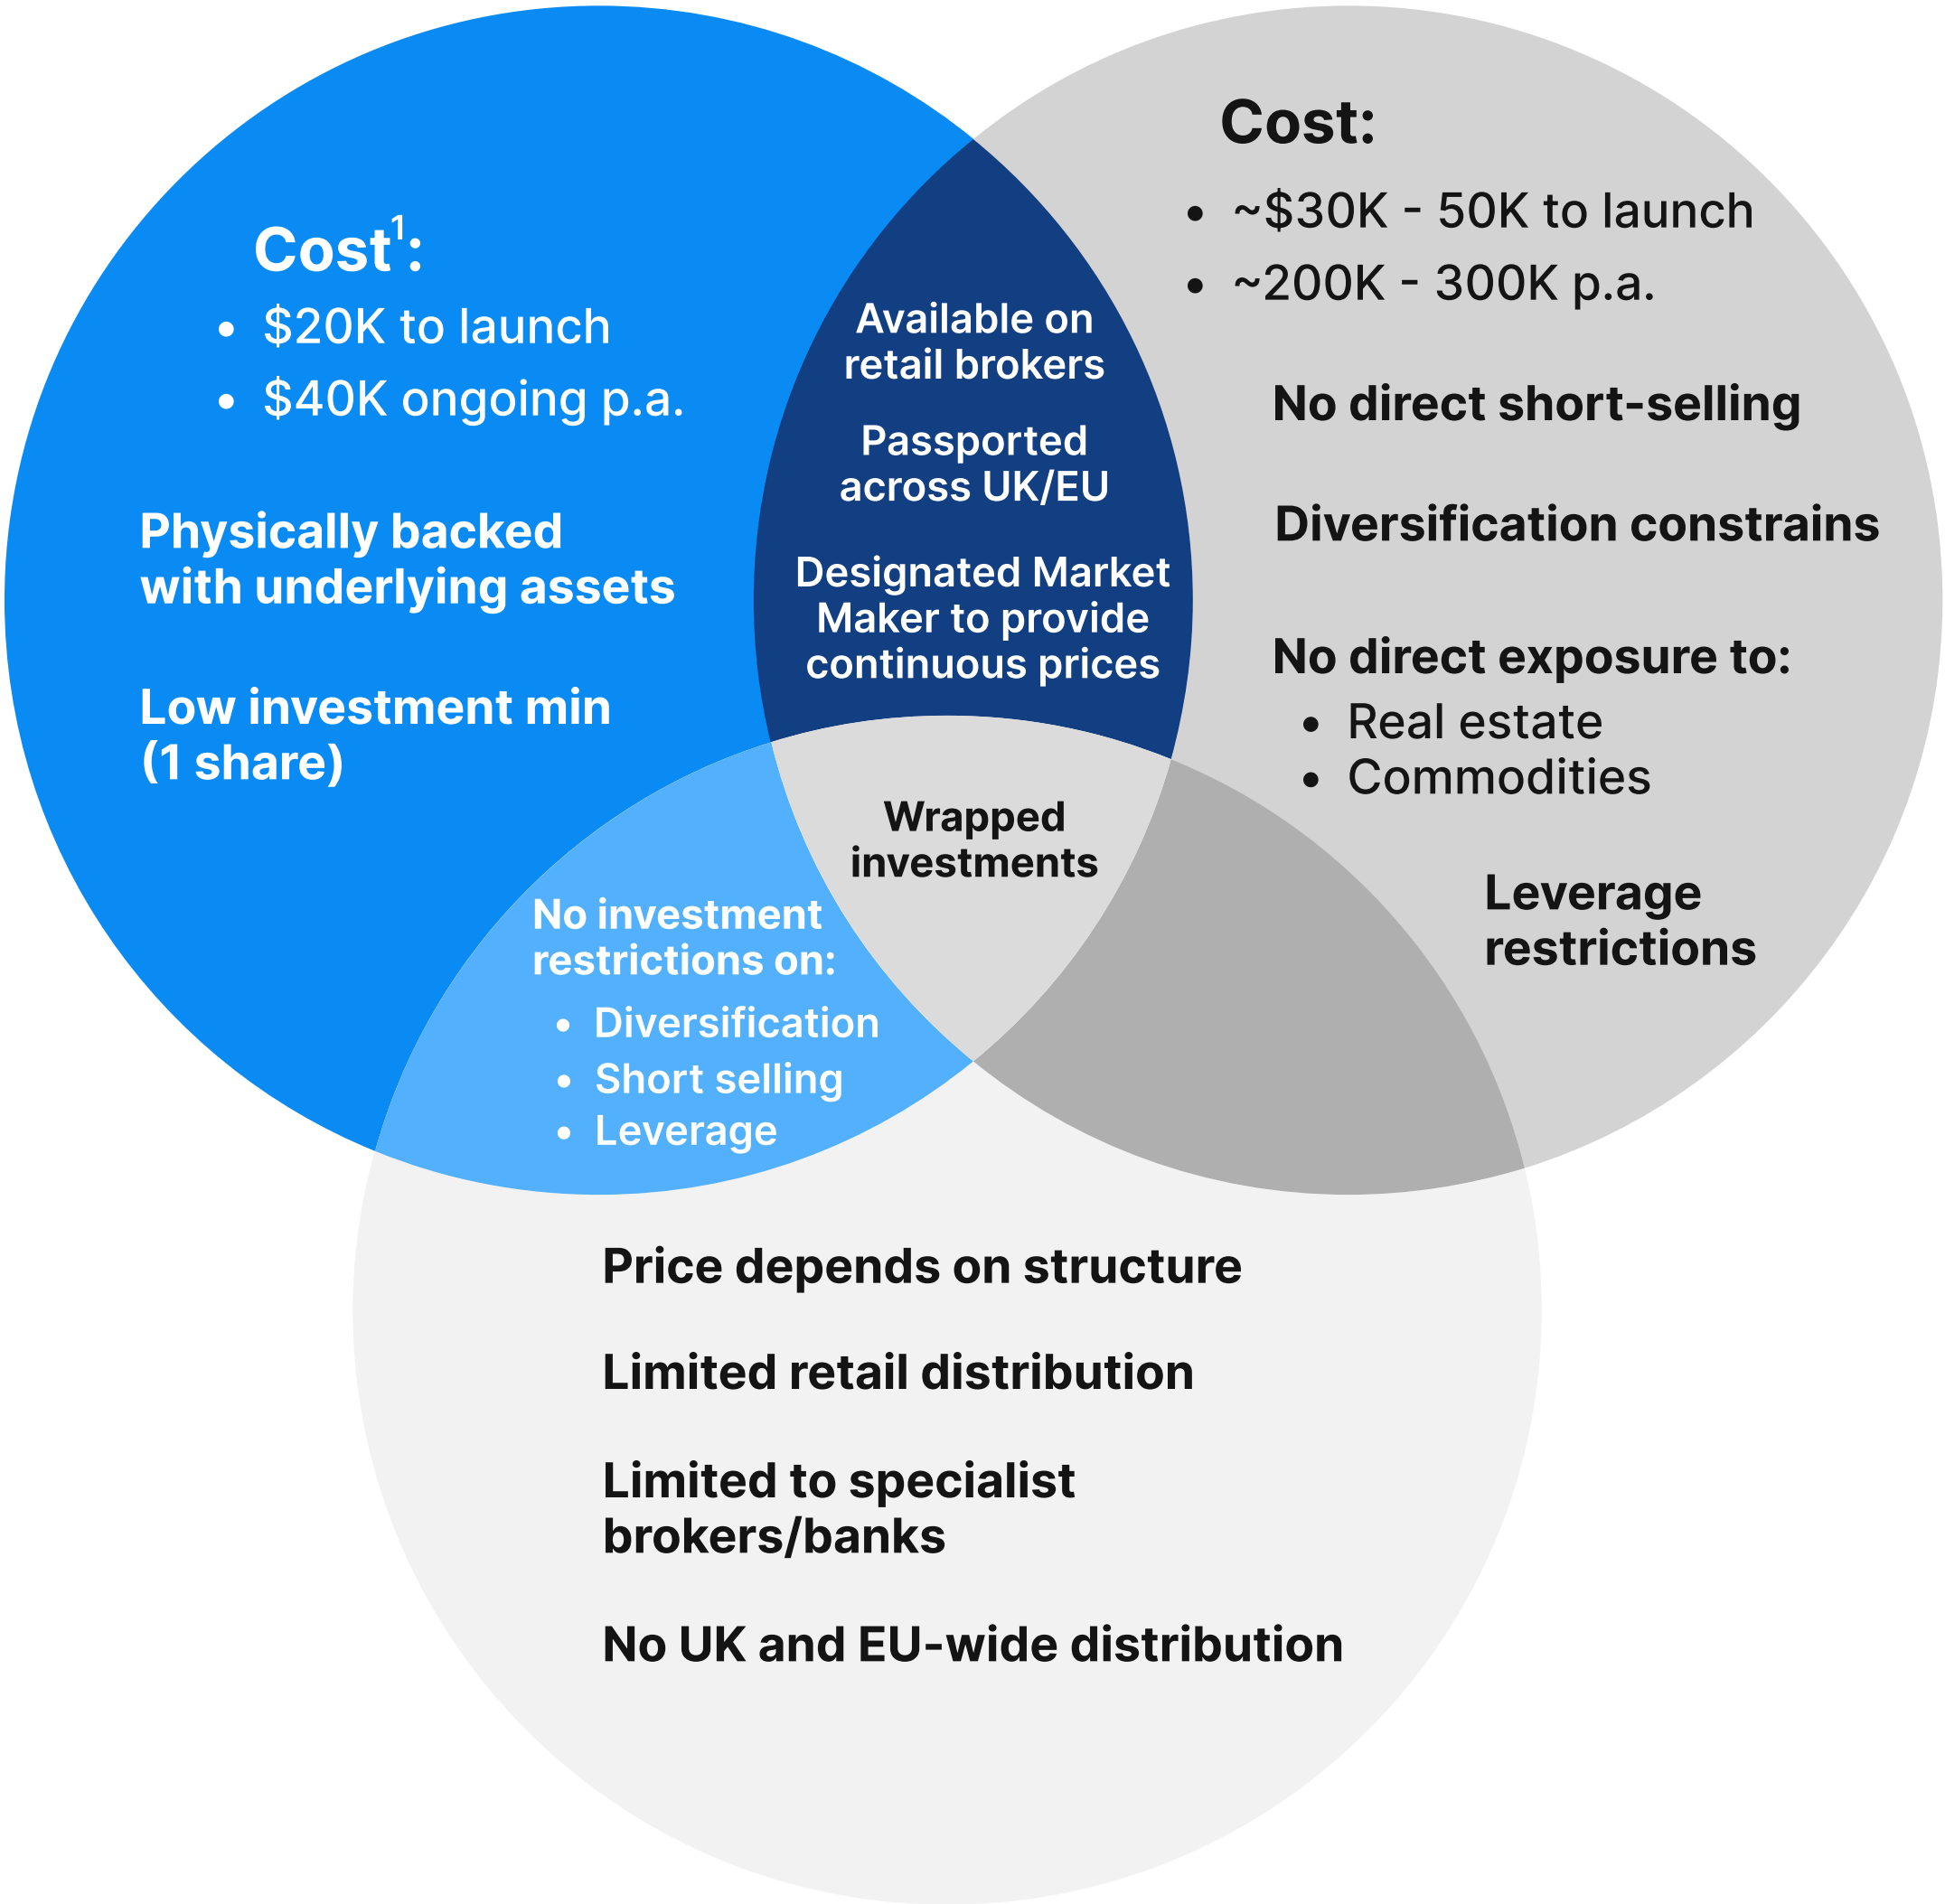 Cost¹:
• $20K to launch
• $40K ongoing p.a.
Physically backed
with underlying assets
Low investment min
(1 share)
Available on
retail brokers
Passported
across UK/EU
Designated Market
Maker to provide
continuous prices
Cost:
• ~$30K - 50K to launch
• ~200K - 300K p.a.
No direct short-selling
Diversification constrains
No direct exposure to:
• Real estate
• Commodities
Leverage
restrictions
Wrapped
investments
No investment
restrictions on:
• Diversification
• Short selling
• Leverage
Price depends on structure
Limited retail distribution
Limited to specialist
brokers/banks
No UK and EU-wide distribution